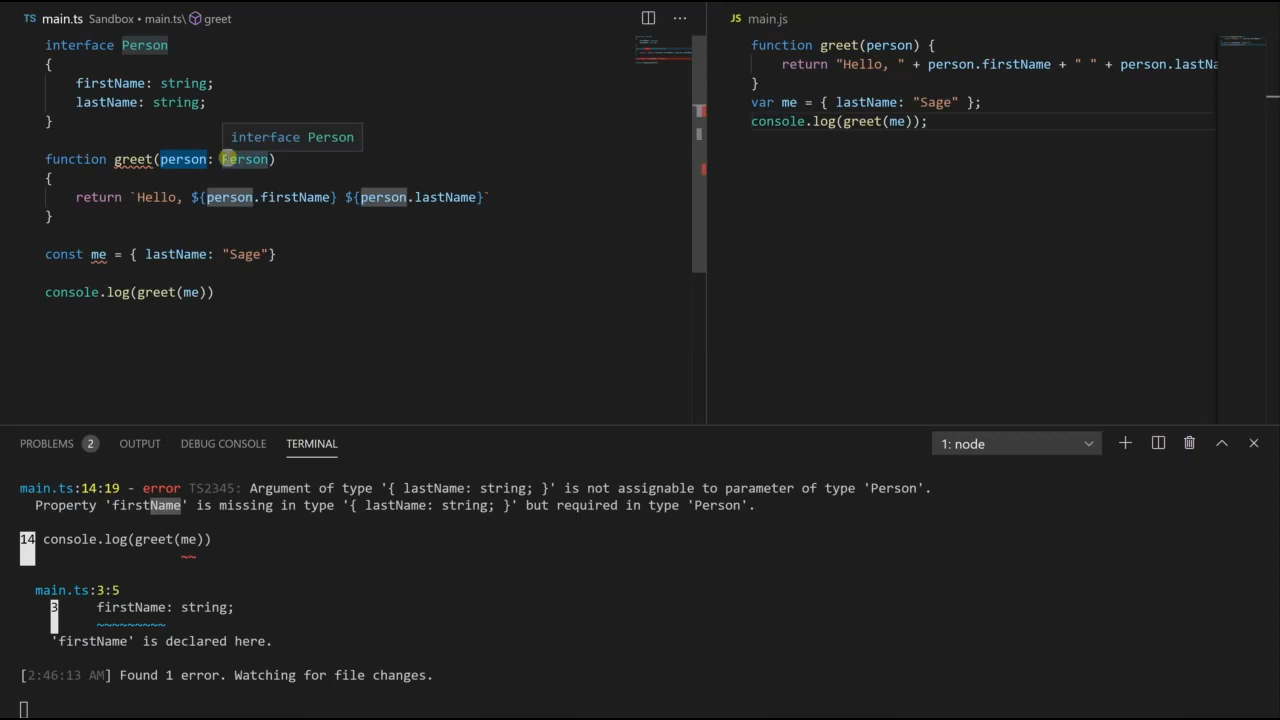 TS main.ts Sandbox • main.ts\ greet
interface Person
{
firstName: string;
lastName: string;
}
interface Person
function greet(person: Person)
{
return `Hello, ${person.firstName} ${person.lastName}`
}
const me = { lastName: "Sage"}
console.log(greet(me))
JS main.js
function greet(person) {
return "Hello, " + person.firstName + " " + person.lastNa
}
var me = { lastName: "Sage" };
console.log(greet(me));
PROBLEMS 2 OUTPUT DEBUG CONSOLE TERMINAL 1: node
main.ts:14:19 - error TS2345: Argument of type '{ lastName: string; }' is not assignable to parameter of type 'Person'.
Property 'firstName' is missing in type '{ lastName: string; }' but required in type 'Person'.
14 console.log(greet(me))
~~
main.ts:3:5
3 firstName: string;
~~~~~~~~~
'firstName' is declared here.
[2:46:13 AM] Found 1 error. Watching for file changes.